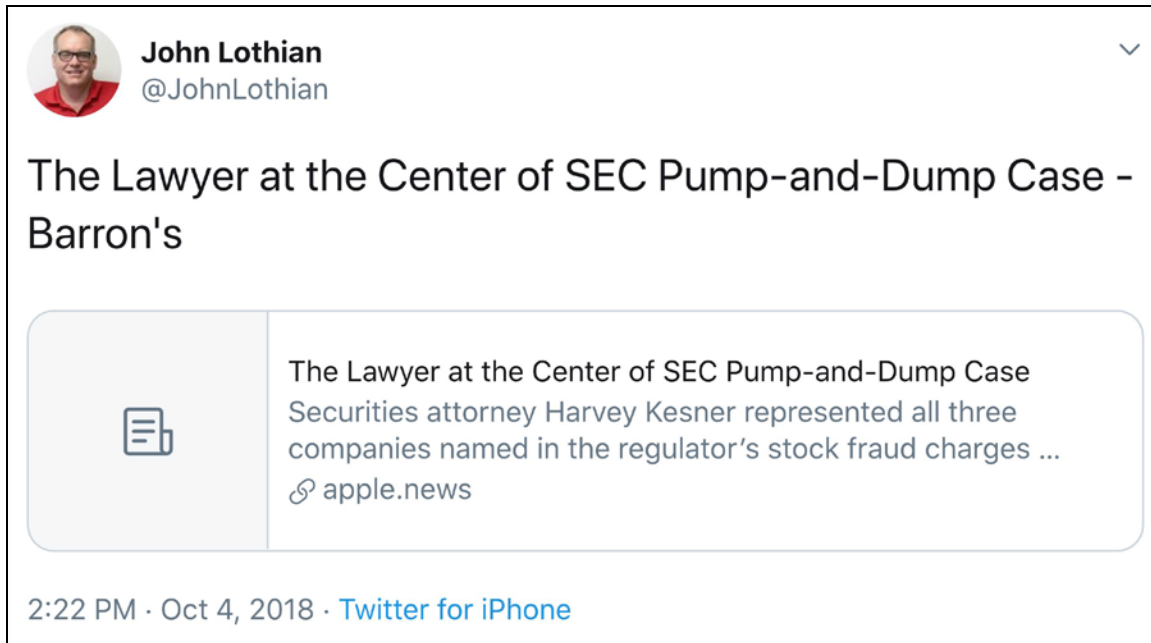 John Lothian
@JohnLothian
The Lawyer at the Center of SEC Pump-and-Dump Case -
Barron's
The Lawyer at the Center of SEC Pump-and-Dump Case
Securities attorney Harvey Kesner represented all three
companies named in the regulator’s stock fraud charges ...
apple.news
2:22 PM · Oct 4, 2018 · Twitter for iPhone